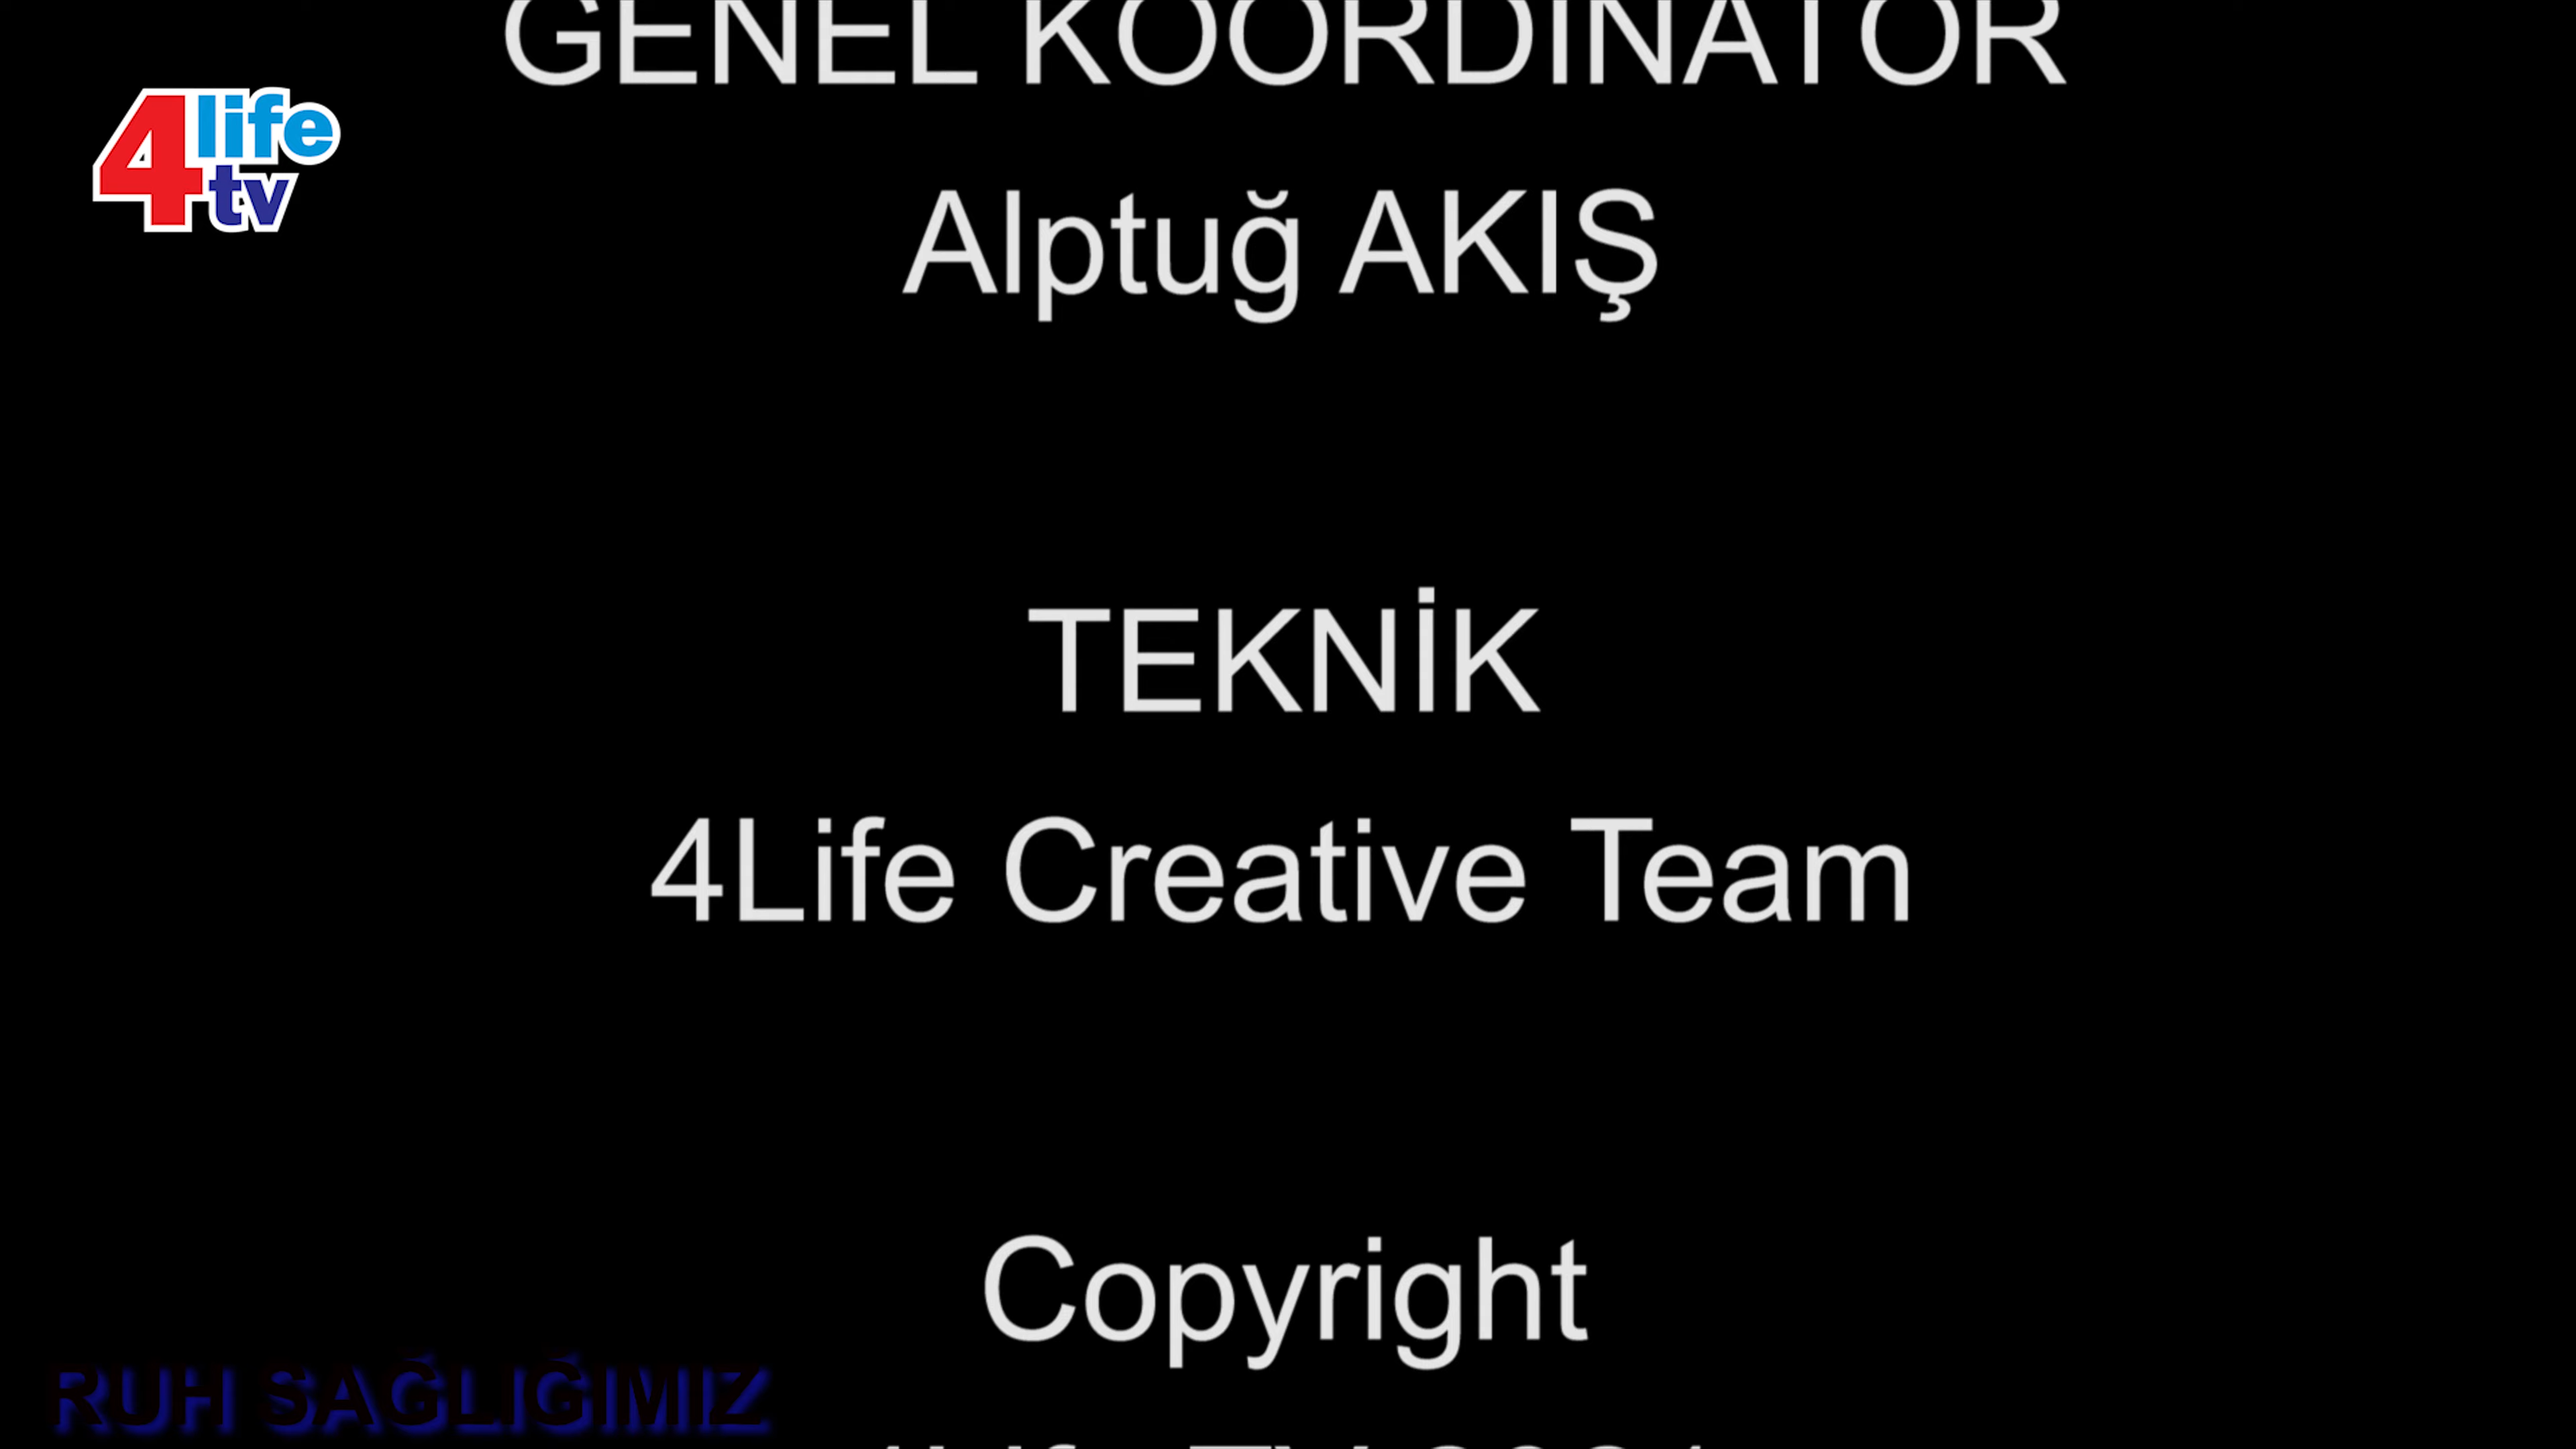 GENEL KOORDİNATÖR
4life
tv
Alptuğ AKIŞ
TEKNİK
4Life Creative Team
Copyright
RUH SAĞLIĞIMIZ